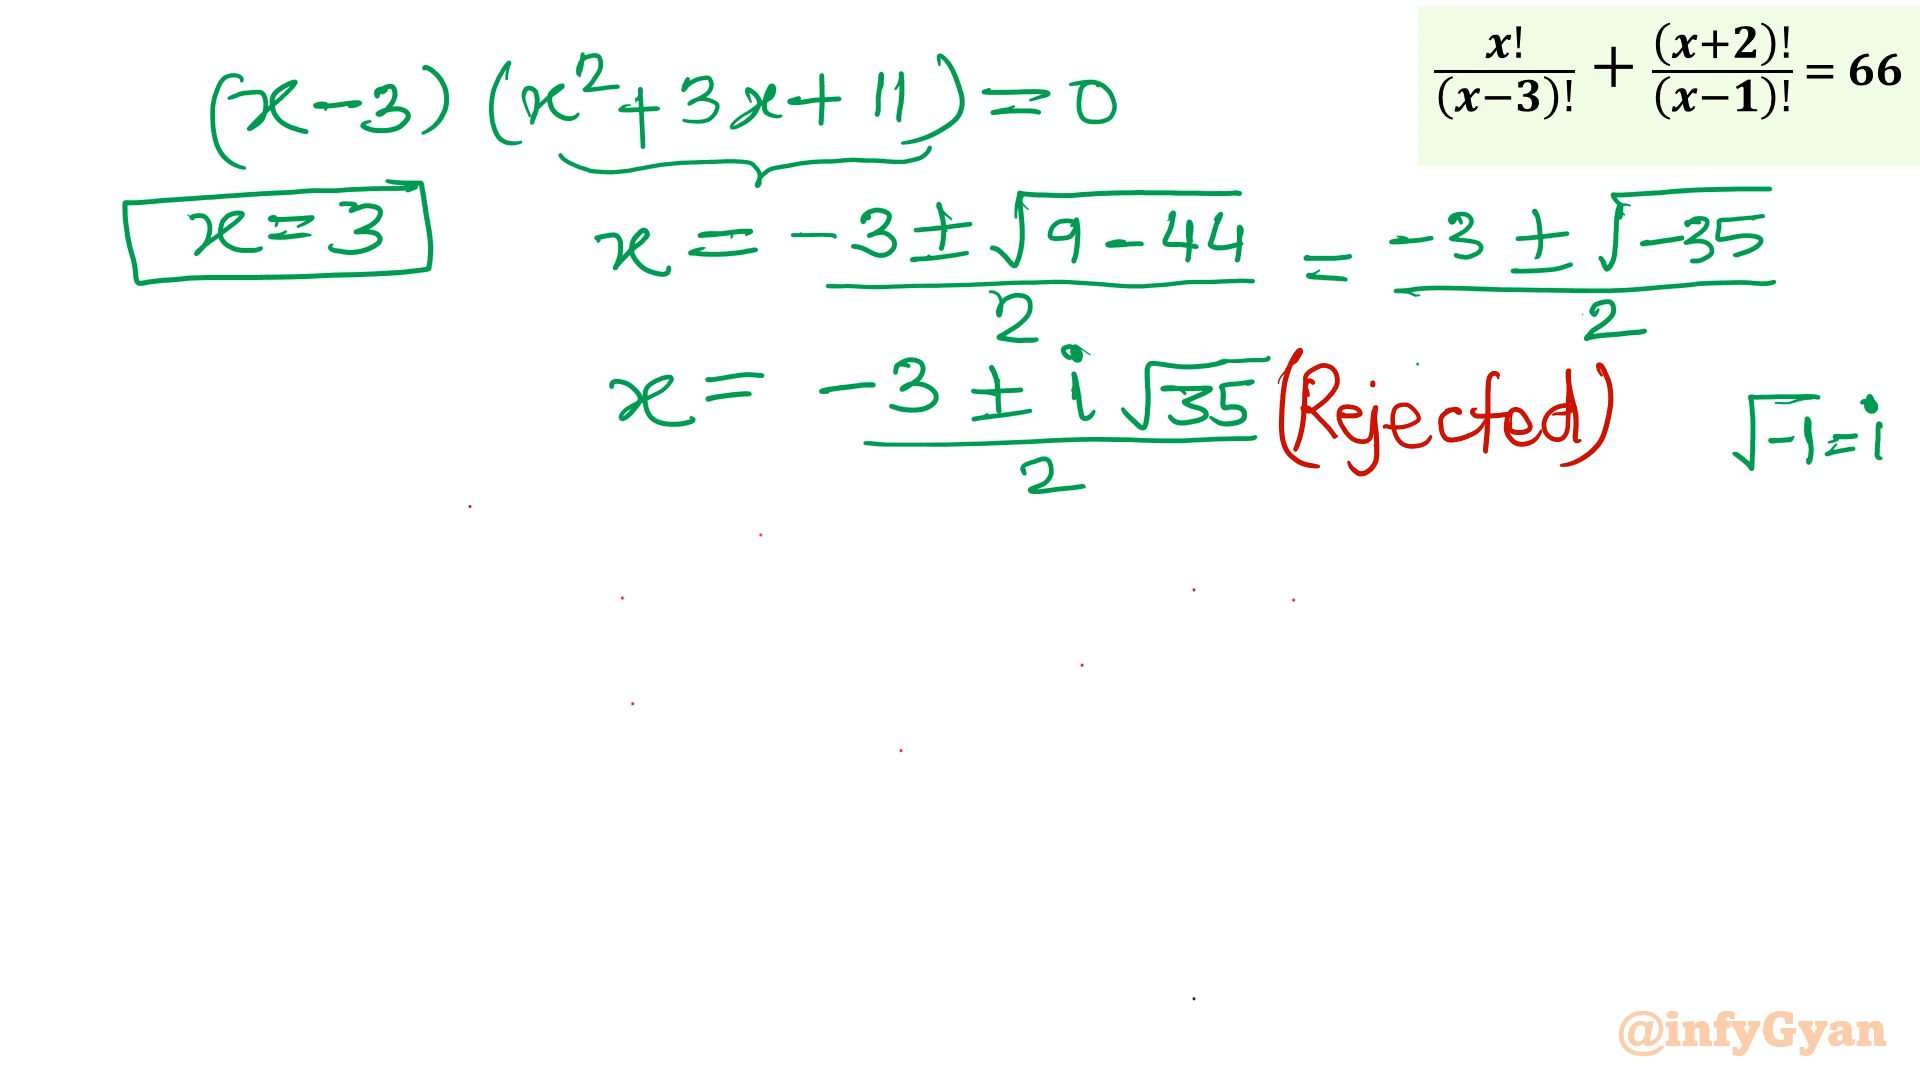 x!/(x−3)! + (x+2)!/(x−1)! = 66
(x-3) (x²+3x+11) = 0
x = 3
x = -3 ± √(9-44) / 2 = -3 ± √-35 / 2
x = -3 ± i √35 / 2 (Rejected)
√-1 = i
@infyGyan